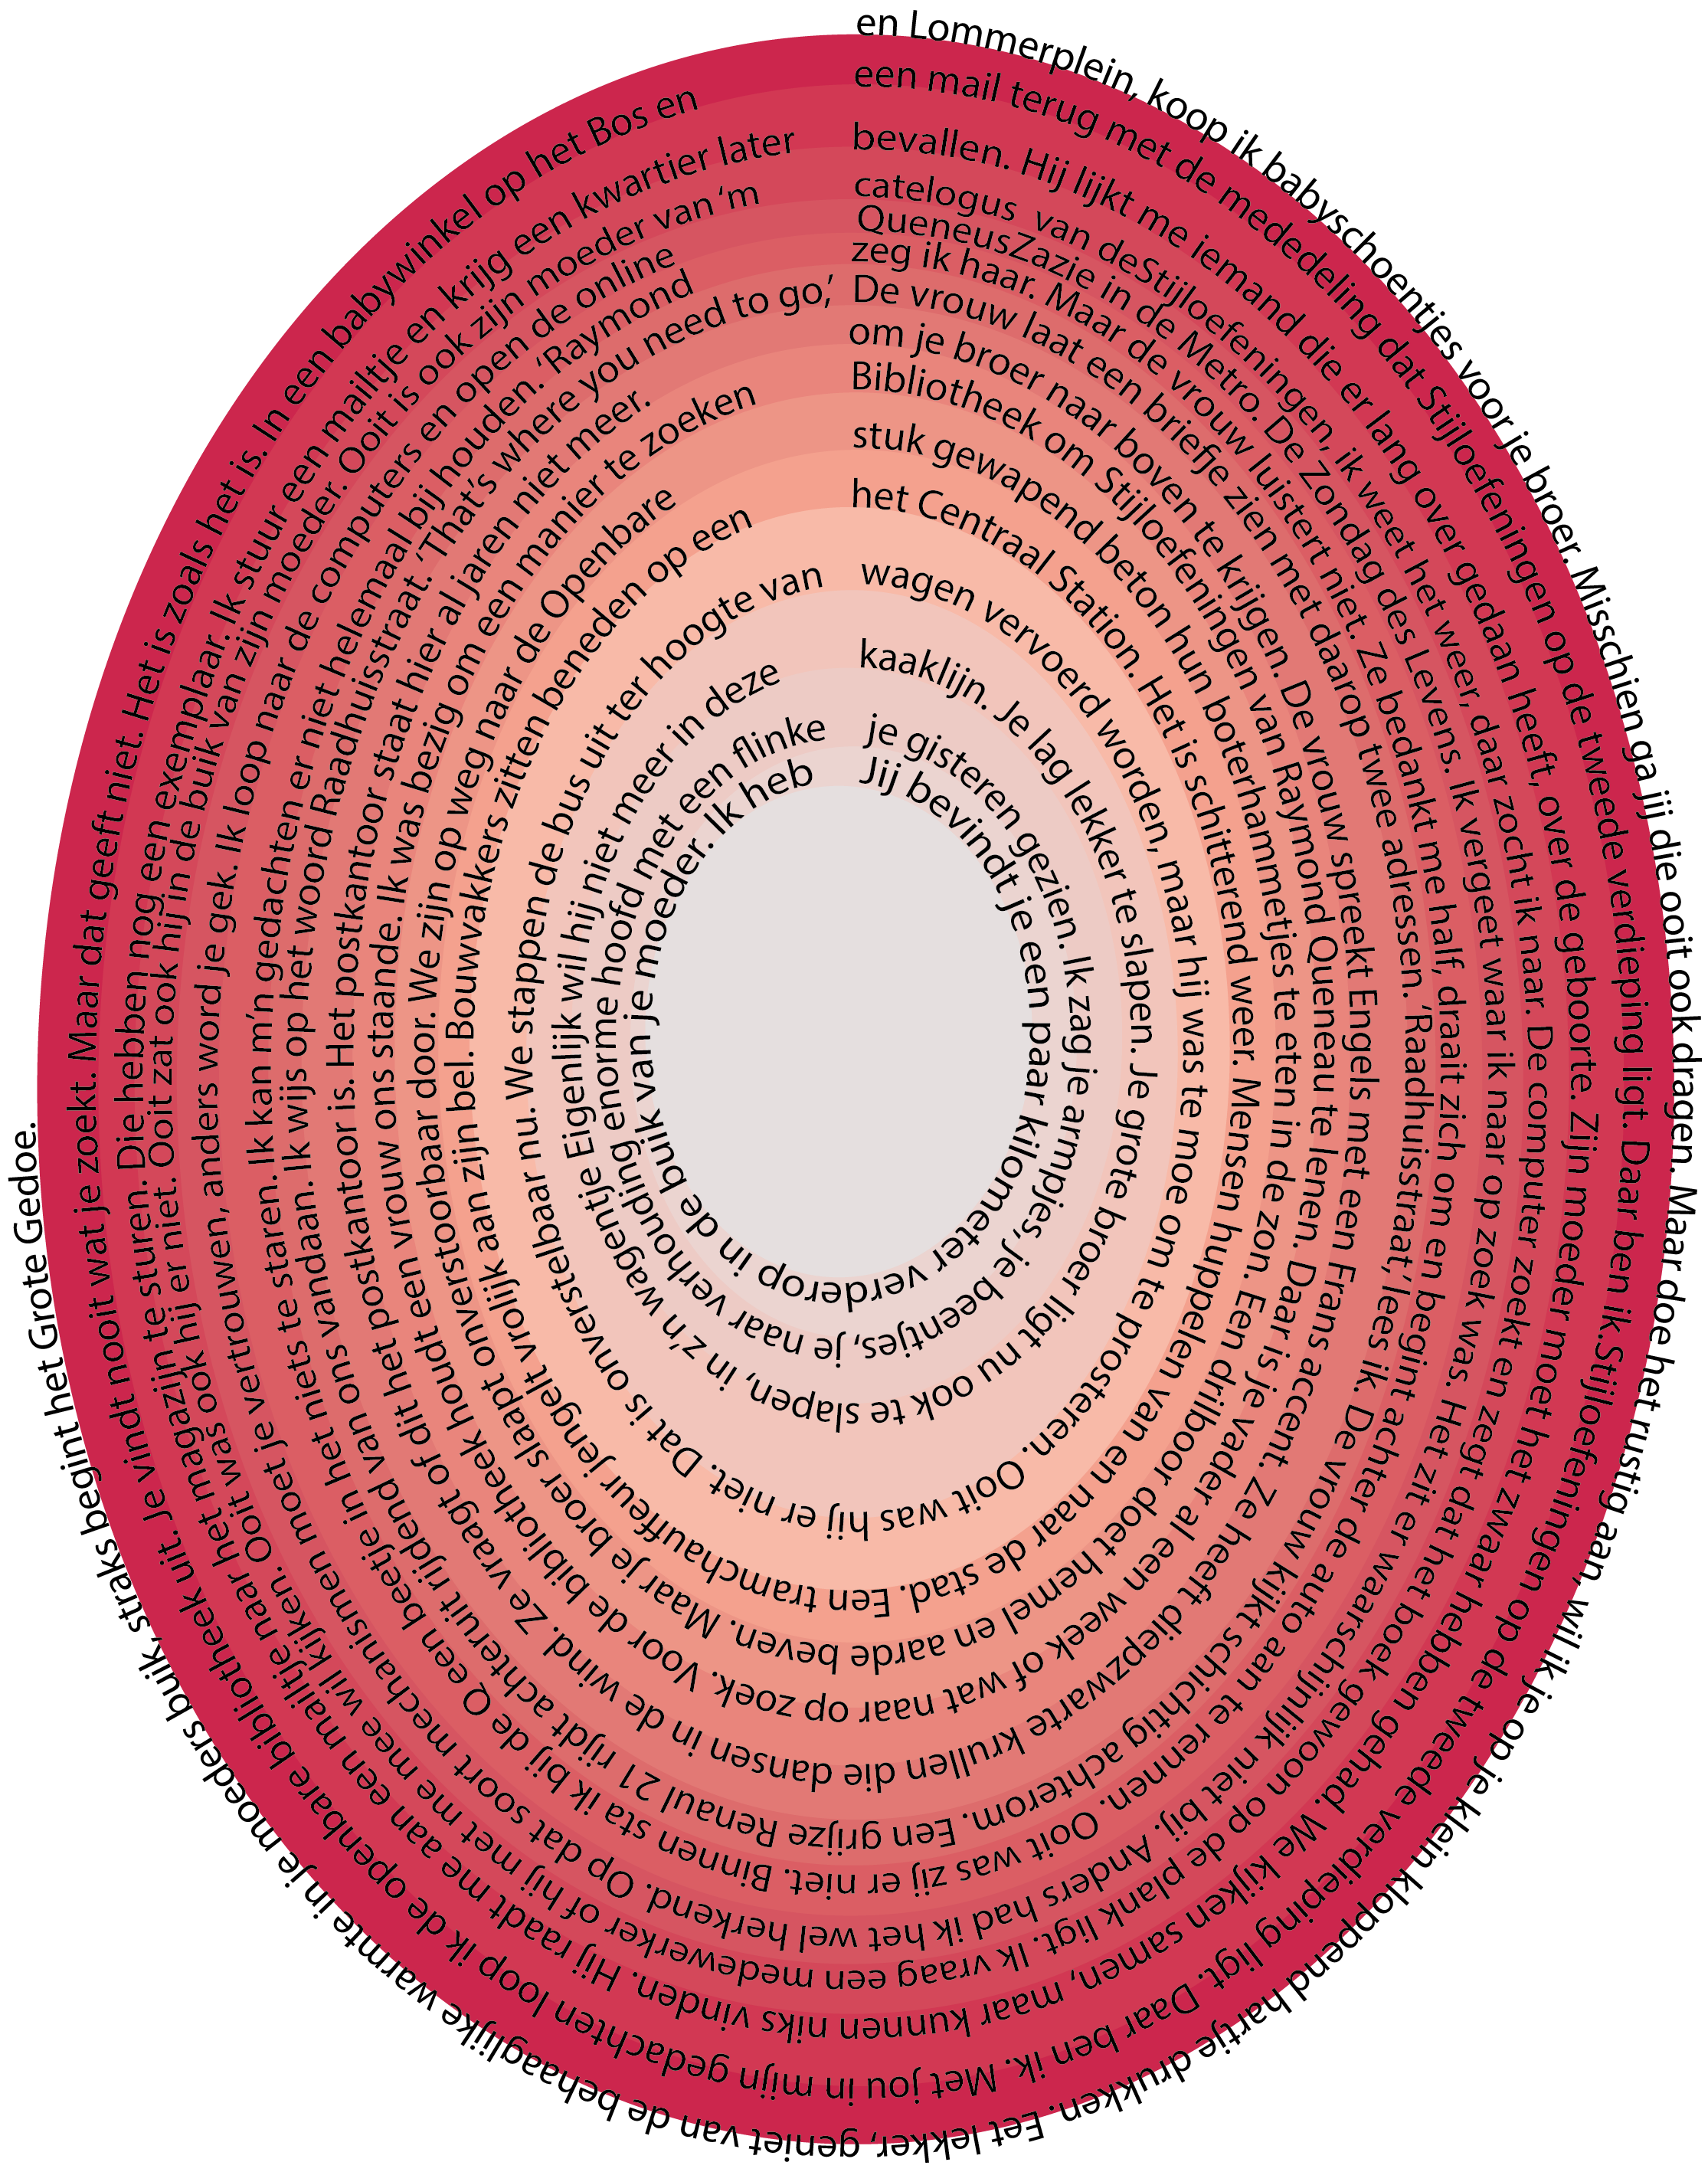 Jij bevindt je een paar kilometer verderop in de buik van je moeder. Ik heb
je gisteren gezien. Ik zag je armpjes, je beentjes, je naar verhouding enorme hoofd met een flinke
kaaklijn. Je lag lekker te slapen. Je grote broer ligt nu ook te slapen, in z’n wagentje Eigenlijk wil hij niet meer in deze
wagen vervoerd worden, maar hij was te moe om te prosteren. Ooit was hij er niet. Dat is onverstelbaar nu. We stappen de bus uit ter hoogte van
het Centraal Station. Het is schitterend weer. Mensen huppelen van en naar de stad. Een tramchauffeur jengelt vrolijk aan zijn bel. Bouwvakkers zitten beneden op een
stuk gewapend beton hun boterhammetjes te eten in de zon. Een drilboor doet hemel en aarde beven. Maar je broer slapt onverstoorbaar door. We zijn op weg naar de Openbare
Bibliotheek om Stijloefeningen van Raymond Queneau te lenen. Daar is je vader al een week of wat naar op zoek. Voor de bibliotheek houdt een vrouw ons staande. Ik was bezig om een manier te zoeken
om je broer naar boven te krijgen. De vrouw spreekt Engels met een Frans accent. Ze heeft diepzwarte krullen die dansen in de wind. Ze vraagt of dit het postkantoor is. Het postkantoor staat hier al jaren niet meer.
De vrouw laat een briefje zien met daarop twee adressen. ‘Raadhuisstraat,’ lees ik. De vrouw kijkt schichtig achterom. Een grijze Renaul 21 rijdt achteruit rijdend van ons vandaan. Ik wijs op het woord Raadhuisstraat. ‘That’s where you need to go,’
zeg ik haar. Maar de vrouw luistert niet. Ze bedankt me half, draait zich om en begint achter de auto aan te rennen. Ooit was zij er niet. Binnen sta ik bij de Q een beetje in het niets te staren. Ik kan m’n gedachten er niet helemaal bij houden. ‘Raymond
QueneusZazie in de Metro. De Zondag des Levens. Ik vergeet waar ik naar op zoek was. Het zit er waarschijnlijk niet bij. Anders had ik het wel herkend. Op dat soort mechanismen moet je vertrouwen, anders word je gek. Ik loop naar de computers en open de online
catelogus van deStijloefeningen, ik weet het weer, daar zocht ik naar. De computer zoekt en zegt dat het boek gewoon op de plank ligt. Ik vraag een medewerker of hij met me mee wil kijken. Ooit was ook hij er niet. Ooit zat ook hij in de buik van zijn moeder. Ooit is ook zijn moeder van ‘m
bevallen. Hij lijkt me iemand die er lang over gedaan heeft, over de geboorte. Zijn moeder moet het zwaar hebben gehad. We kijken samen, maar kunnen niks vinden. Hij raadt me aan een mailtje naar het magazijn te sturen. Die hebben nog een exemplaar. Ik stuur een mailtje en krijg een kwartier later
een mail terug met de mededeling dat Stijloefeningen op de tweede verdieping ligt. Daar ben ik.Stijloefeningen op de tweede verdieping ligt. Daar ben ik. Met jou in mijn gedachten loop ik de openbare bibliotheek uit. Je vindt nooit wat je zoekt. Maar dat geeft niet. Het is zoals het is. In een babywinkel op het Bos en
en Lommerplein, koop ik babyschoentjes voor je broer. Misschien ga jij die ooit ook dragen. Maar doe het rustig aan, wil ik je op je klein kloppend hartje drukken. Eet lekker, geniet van de behaaglijke warmte in je moeders buik, straks begint het Grote Gedoe.